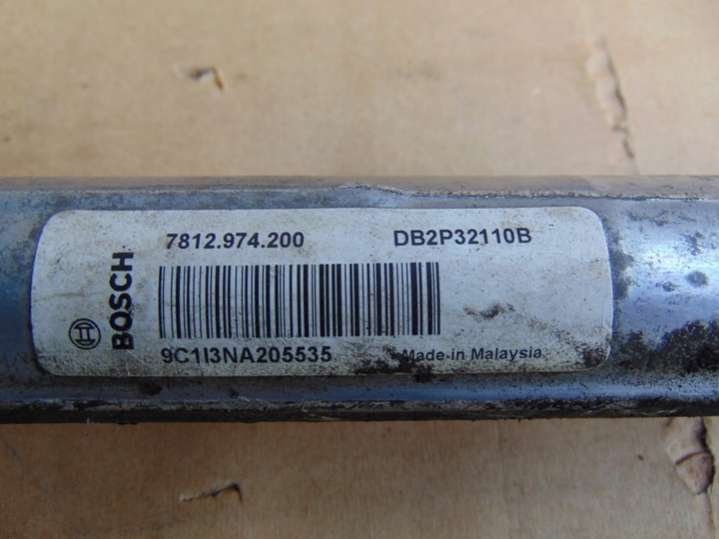 7812.974.200 DB2P32110B
BOSCH
9C1I3NA205535 Made in Malaysia